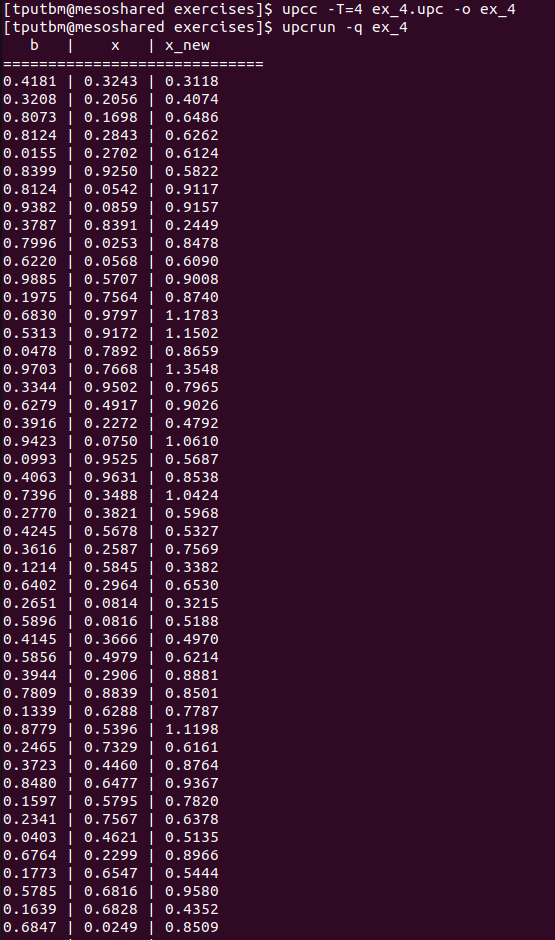 [tputbm@mesoshared exercises]$ upcc -T=4 ex_4.upc -o ex_4
[tputbm@mesoshared exercises]$ upcrun -q ex_4
   b   |    x    | x_new
=============================
0.4181 | 0.3243 | 0.3118
0.3208 | 0.2056 | 0.4074
0.8073 | 0.1698 | 0.6486
0.8124 | 0.2843 | 0.6262
0.0155 | 0.2702 | 0.6124
0.8399 | 0.9250 | 0.5822
0.8124 | 0.0542 | 0.9117
0.9382 | 0.0859 | 0.9157
0.3787 | 0.8391 | 0.2449
0.7996 | 0.0253 | 0.8478
0.6220 | 0.0568 | 0.6090
0.9885 | 0.5707 | 0.9008
0.1975 | 0.7564 | 0.8740
0.6830 | 0.9797 | 1.1783
0.5313 | 0.9172 | 1.1502
0.0478 | 0.7892 | 0.8659
0.9703 | 0.7668 | 1.3548
0.3344 | 0.9502 | 0.7965
0.6279 | 0.4917 | 0.9026
0.3916 | 0.2272 | 0.4792
0.9423 | 0.0750 | 1.0610
0.0993 | 0.9525 | 0.5687
0.4063 | 0.9631 | 0.8538
0.7396 | 0.3488 | 1.0424
0.2770 | 0.3821 | 0.5968
0.4245 | 0.5678 | 0.5327
0.3616 | 0.2587 | 0.7569
0.1214 | 0.5845 | 0.3382
0.6402 | 0.2964 | 0.6530
0.2651 | 0.0814 | 0.3215
0.5896 | 0.0816 | 0.5188
0.4145 | 0.3666 | 0.4970
0.5856 | 0.4979 | 0.6214
0.3944 | 0.2906 | 0.8881
0.7809 | 0.8839 | 0.8501
0.1339 | 0.6288 | 0.7787
0.8779 | 0.5396 | 1.1198
0.2465 | 0.7329 | 0.6161
0.3723 | 0.4460 | 0.8764
0.8480 | 0.6477 | 0.9367
0.1597 | 0.5795 | 0.7820
0.2341 | 0.7567 | 0.6378
0.0403 | 0.4621 | 0.5135
0.6764 | 0.2299 | 0.8966
0.1773 | 0.6547 | 0.5444
0.5785 | 0.6816 | 0.9580
0.1639 | 0.6828 | 0.4352
0.6847 | 0.0249 | 0.8509